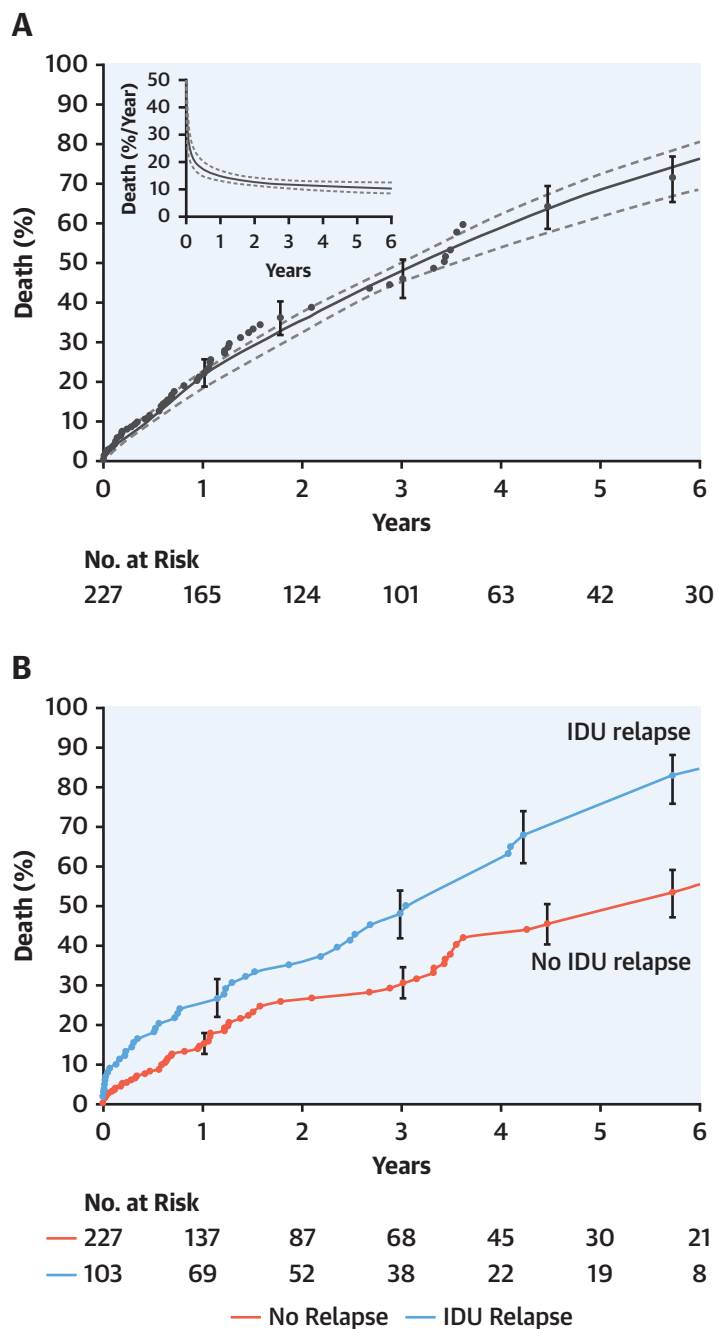 A
100
90
80
70
60
50
40
30
20
10
0
Death (%)
50
40
30
20
10
0
Death (%/Year)
0 1 2 3 4 5 6
Years
0 1 2 3 4 5 6
Years
No. at Risk
227 165 124 101 63 42 30
B
100
90
80
70
60
50
40
30
20
10
0
Death (%)
IDU relapse
No IDU relapse
0 1 2 3 4 5 6
Years
No. at Risk
227 137 87 68 45 30 21
103 69 52 38 22 19 8
No Relapse IDU Relapse